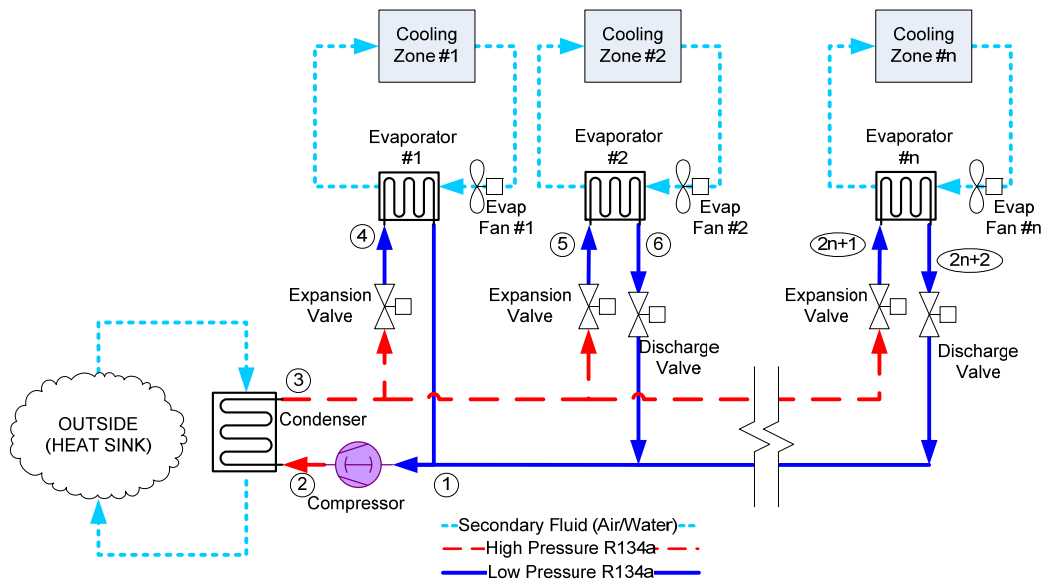 Cooling
Zone #1
Cooling
Zone #2
Cooling
Zone #n
Evaporator
#1
Evaporator
#2
Evaporator
#n
Evap
Fan #1
Evap
Fan #2
Evap
Fan #n
4
5
6
2n+1
2n+2
Expansion
Valve
Expansion
Valve
Discharge
Valve
Expansion
Valve
Discharge
Valve
3
Condenser
OUTSIDE
(HEAT SINK)
2
1
Compressor
Secondary Fluid (Air/Water)
High Pressure R134a
Low Pressure R134a